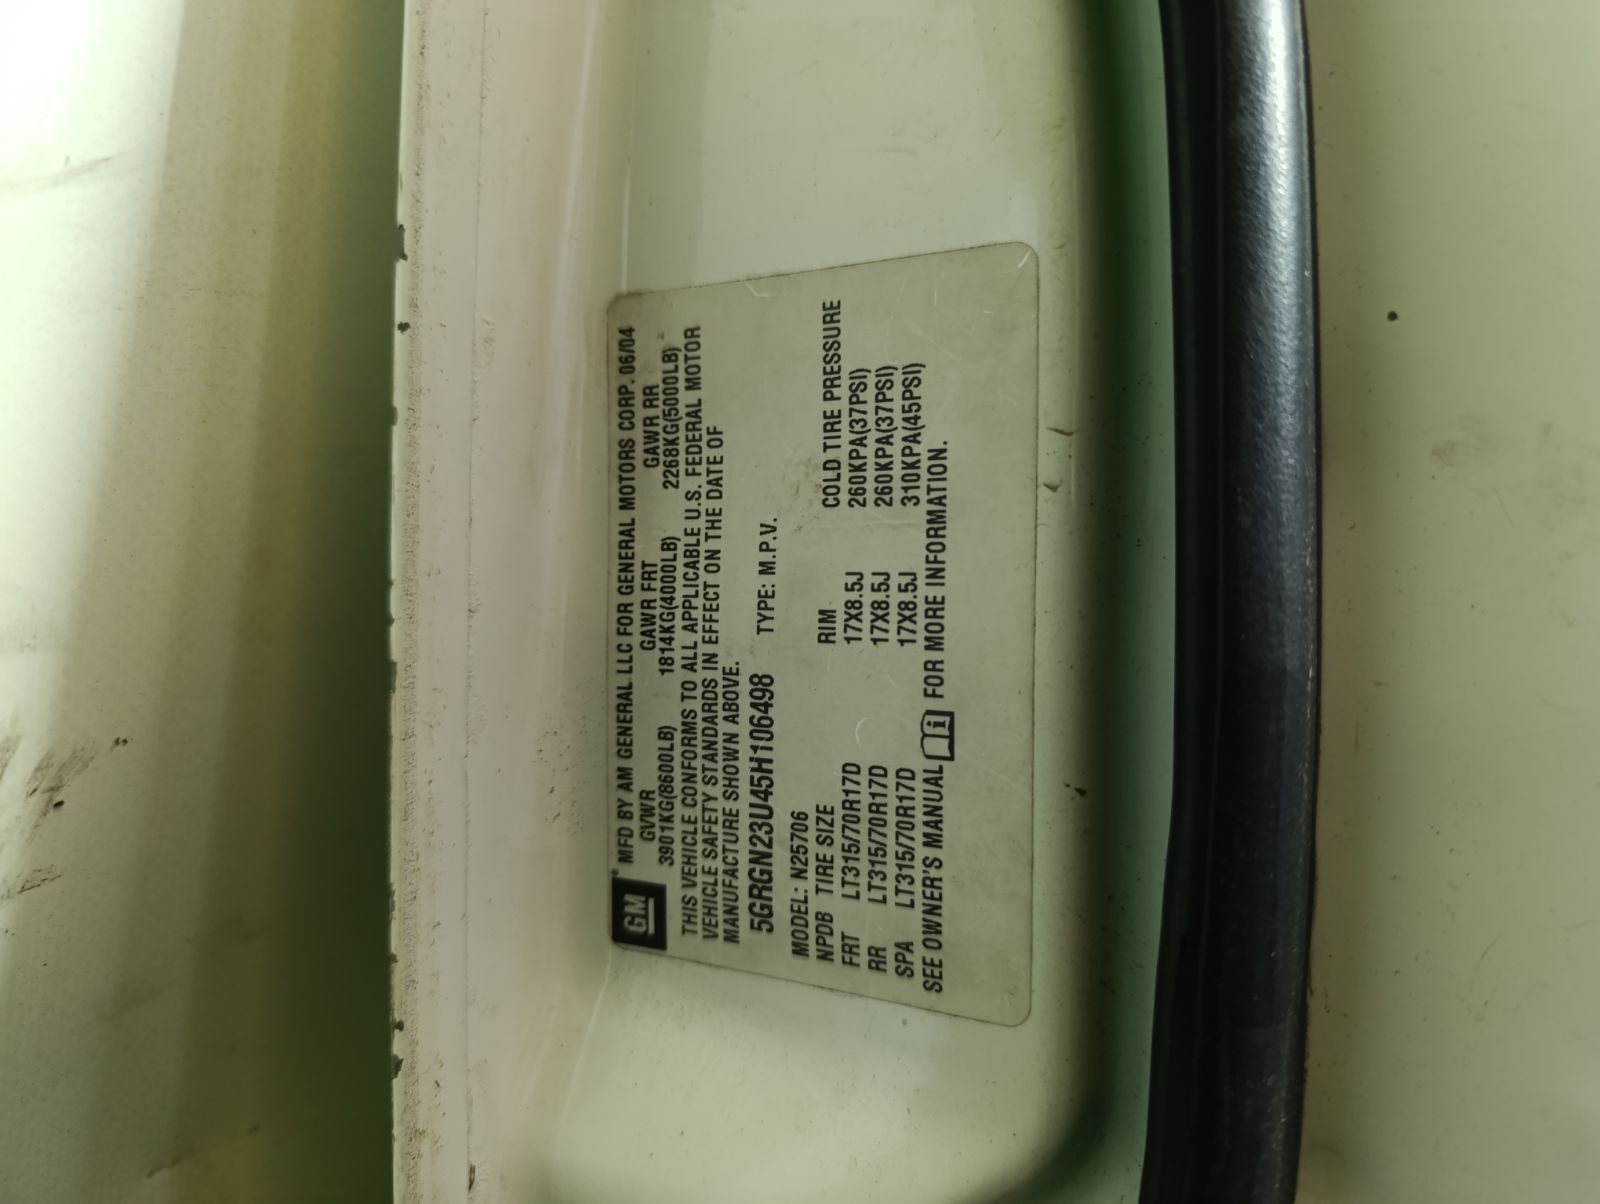 GM
MFD BY AM GENERAL LLC FOR GENERAL MOTORS CORP. 06/04
GVWR GAWR FRT GAWR RR
3901KG(8600LB) 1814KG(4000LB) 2268KG(5000LB)
THIS VEHICLE CONFORMS TO ALL APPLICABLE U.S. FEDERAL MOTOR
VEHICLE SAFETY STANDARDS IN EFFECT ON THE DATE OF
MANUFACTURE SHOWN ABOVE.
5GRGN23U45H106498 TYPE: M.P.V.
MODEL: N25706
NPDB TIRE SIZE RIM COLD TIRE PRESSURE
FRT LT315/70R17D 17X8.5J 260KPA(37PSI)
RR LT315/70R17D 17X8.5J 260KPA(37PSI)
SPA LT315/70R17D 17X8.5J 310KPA(45PSI)
SEE OWNER'S MANUAL FOR MORE INFORMATION.